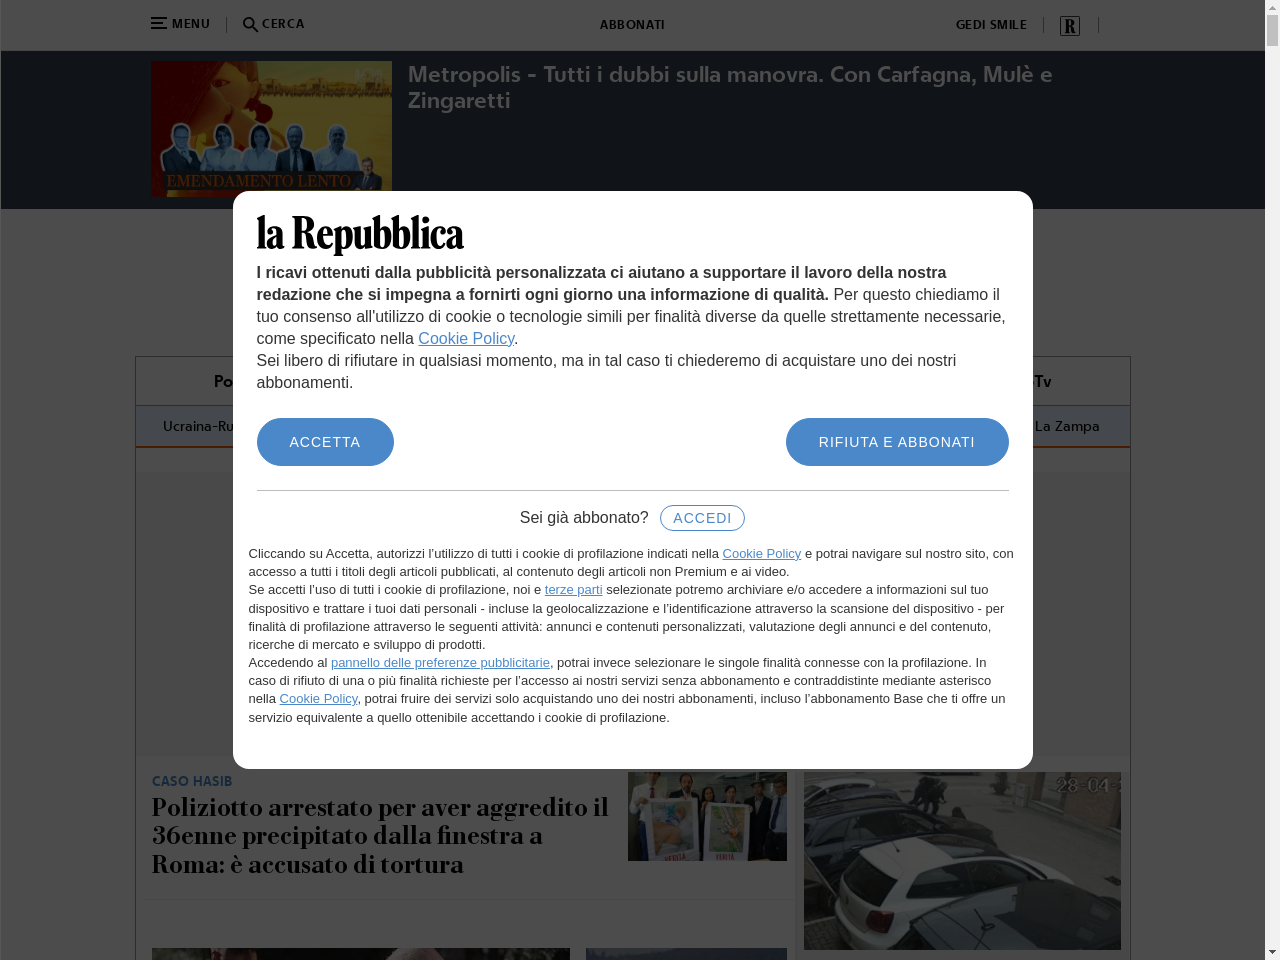 MENU
CERCA
ABBONATI
GEDI SMILE
R
Metropolis - Tutti i dubbi sulla manovra. Con Carfagna, Mulè e
Zingaretti
EMENDAMENTO LENTO
la Repubblica
I ricavi ottenuti dalla pubblicità personalizzata ci aiutano a supportare il lavoro della nostra
redazione che si impegna a fornirti ogni giorno una informazione di qualità. Per questo chiediamo il
tuo consenso all'utilizzo di cookie o tecnologie simili per finalità diverse da quelle strettamente necessarie,
come specificato nella Cookie Policy.
Sei libero di rifiutare in qualsiasi momento, ma in tal caso ti chiederemo di acquistare uno dei nostri
abbonamenti.
ACCETTA
RIFIUTA E ABBONATI
Sei già abbonato?
ACCEDI
Cliccando su Accetta, autorizzi l’utilizzo di tutti i cookie di profilazione indicati nella Cookie Policy e potrai navigare sul nostro sito, con
accesso a tutti i titoli degli articoli pubblicati, al contenuto degli articoli non Premium e ai video.
Se accetti l’uso di tutti i cookie di profilazione, noi e terze parti selezionate potremo archiviare e/o accedere a informazioni sul tuo
dispositivo e trattare i tuoi dati personali - incluse la geolocalizzazione e l’identificazione attraverso la scansione del dispositivo - per
finalità di profilazione attraverso le seguenti attività: annunci e contenuti personalizzati, valutazione degli annunci e del contenuto,
ricerche di mercato e sviluppo di prodotti.
Accedendo al pannello delle preferenze pubblicitarie, potrai invece selezionare le singole finalità connesse con la profilazione. In
caso di rifiuto di una o più finalità richieste per l’accesso ai nostri servizi senza abbonamento e contraddistinte mediante asterisco
nella Cookie Policy, potrai fruire dei servizi solo acquistando uno dei nostri abbonamenti, incluso l’abbonamento Base che ti offre un
servizio equivalente a quello ottenibile accettando i cookie di profilazione.
Po
Tv
Ucraina-Ru
La Zampa
CASO HASIB
Poliziotto arrestato per aver aggredito il
36enne precipitato dalla finestra a
Roma: è accusato di tortura
28-04-